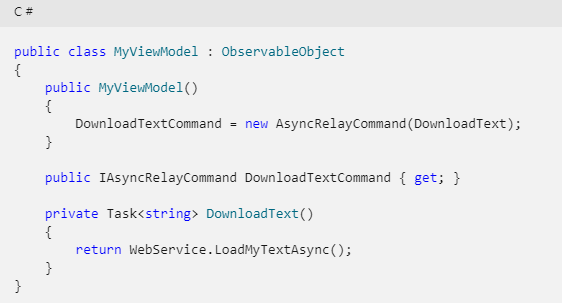 C #
public class MyViewModel : ObservableObject
{
    public MyViewModel()
    {
        DownloadTextCommand = new AsyncRelayCommand(DownloadText);
    }

    public IAsyncRelayCommand DownloadTextCommand { get; }

    private Task<string> DownloadText()
    {
        return WebService.LoadMyTextAsync();
    }
}